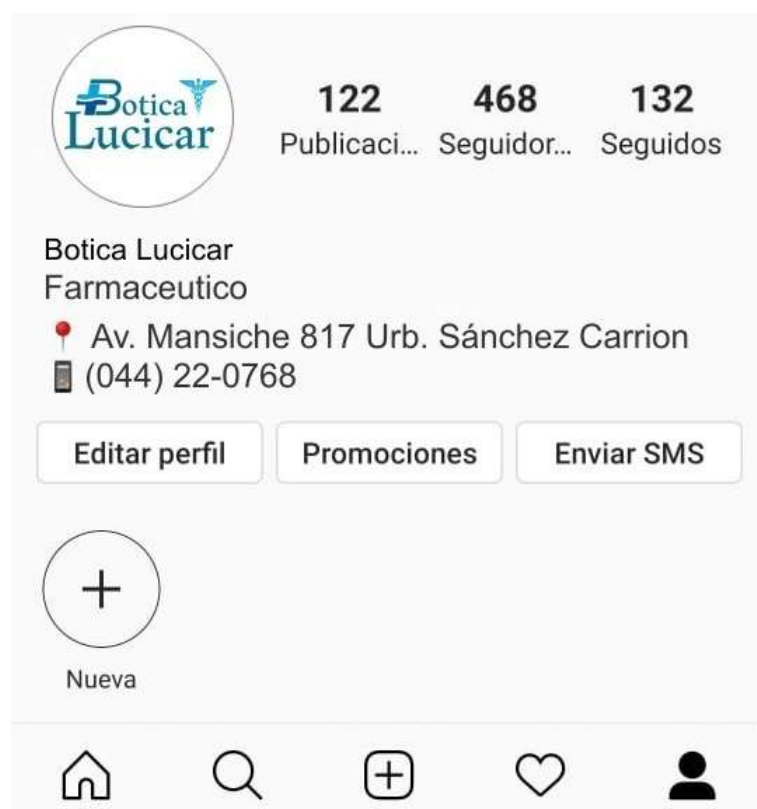 Botica
Lucicar
122 468 132
Publicaci... Seguidor... Seguidos
Botica Lucicar
Farmaceutico
Av. Mansiche 817 Urb. Sánchez Carrion
(044) 22-0768
Editar perfil Promociones Enviar SMS
Nueva